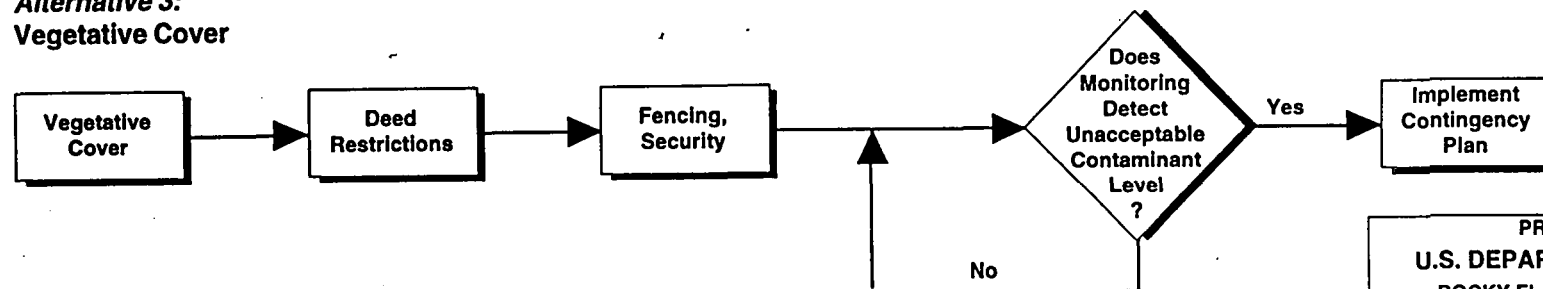 Alternative 3:
Vegetative Cover
Vegetative
Cover
Deed
Restrictions
Fencing,
Security
Does
Monitoring
Detect
Unacceptable
Contaminant
Level
?
Yes
Implement
Contingency
Plan
No
U.S.